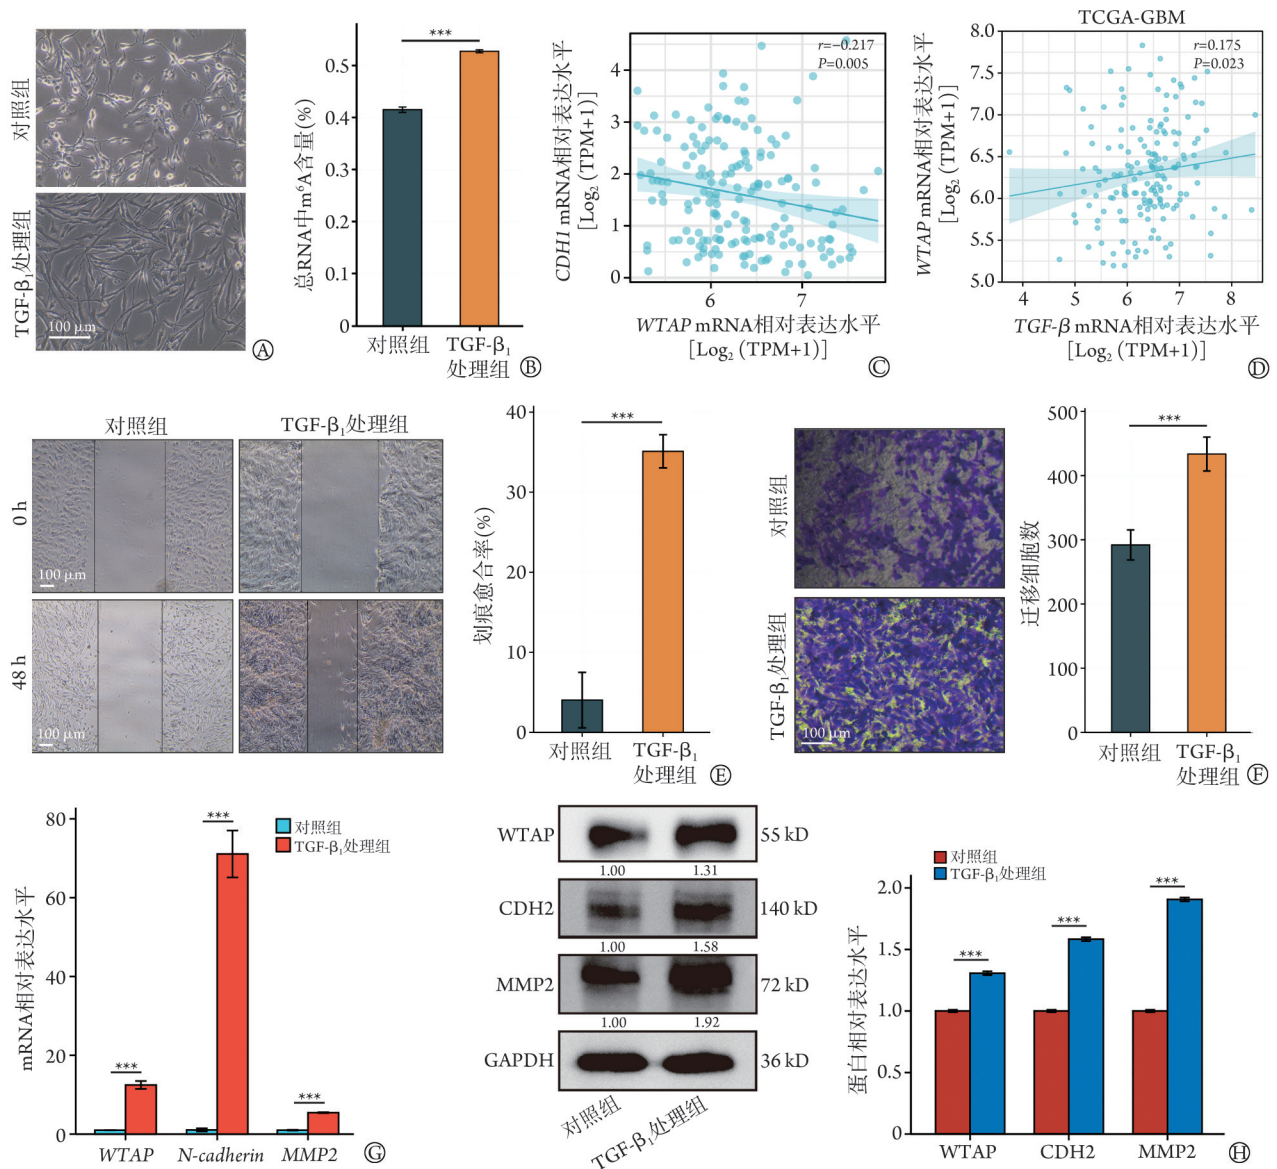 对照组
TGF-β₁处理组
100 μm
A
***
总RNA中m⁶A含量(%)
0.5
0.4
0.3
0.2
0.1
0
对照组
TGF-β₁
处理组
B
r=−0.217
P=0.005
CDH1 mRNA相对表达水平
[Log₂ (TPM+1)]
4
3
2
1
0
6 7
WTAP mRNA相对表达水平
[Log₂ (TPM+1)]
C
TCGA-GBM
r=0.175
P=0.023
WTAP mRNA相对表达水平
[Log₂ (TPM+1)]
8.0
7.5
7.0
6.5
6.0
5.5
5.0
4 5 6 7 8
TGF-β mRNA相对表达水平
[Log₂ (TPM+1)]
D
对照组 TGF-β₁处理组
0 h
100 μm
48 h
100 μm
***
划痕愈合率(%)
40
30
20
10
0
对照组
TGF-β₁
处理组
E
对照组
TGF-β₁处理组
100 μm
***
迁移细胞数
500
400
300
200
100
0
对照组
TGF-β₁
处理组
F
对照组
TGF-β₁处理组
mRNA相对表达水平
80
60
40
20
0
***
***
***
WTAP N-cadherin MMP2
G
WTAP 55 kD
1.00 1.31
CDH2 140 kD
1.00 1.58
MMP2 72 kD
1.00 1.92
GAPDH 36 kD
对照组
TGF-β₁处理组
对照组
TGF-β₁处理组
蛋白相对表达水平
2.0
1.5
1.0
0.5
0
***
***
***
WTAP CDH2 MMP2
H